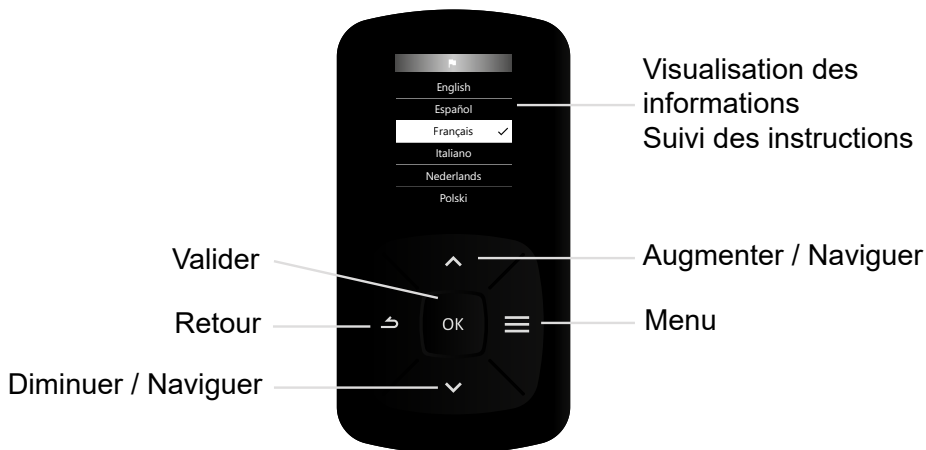 English
Español
Français
Italiano
Nederlands
Polski
Visualisation des
informations
Suivi des instructions
Valider
Augmenter / Naviguer
Retour
OK
Menu
Diminuer / Naviguer